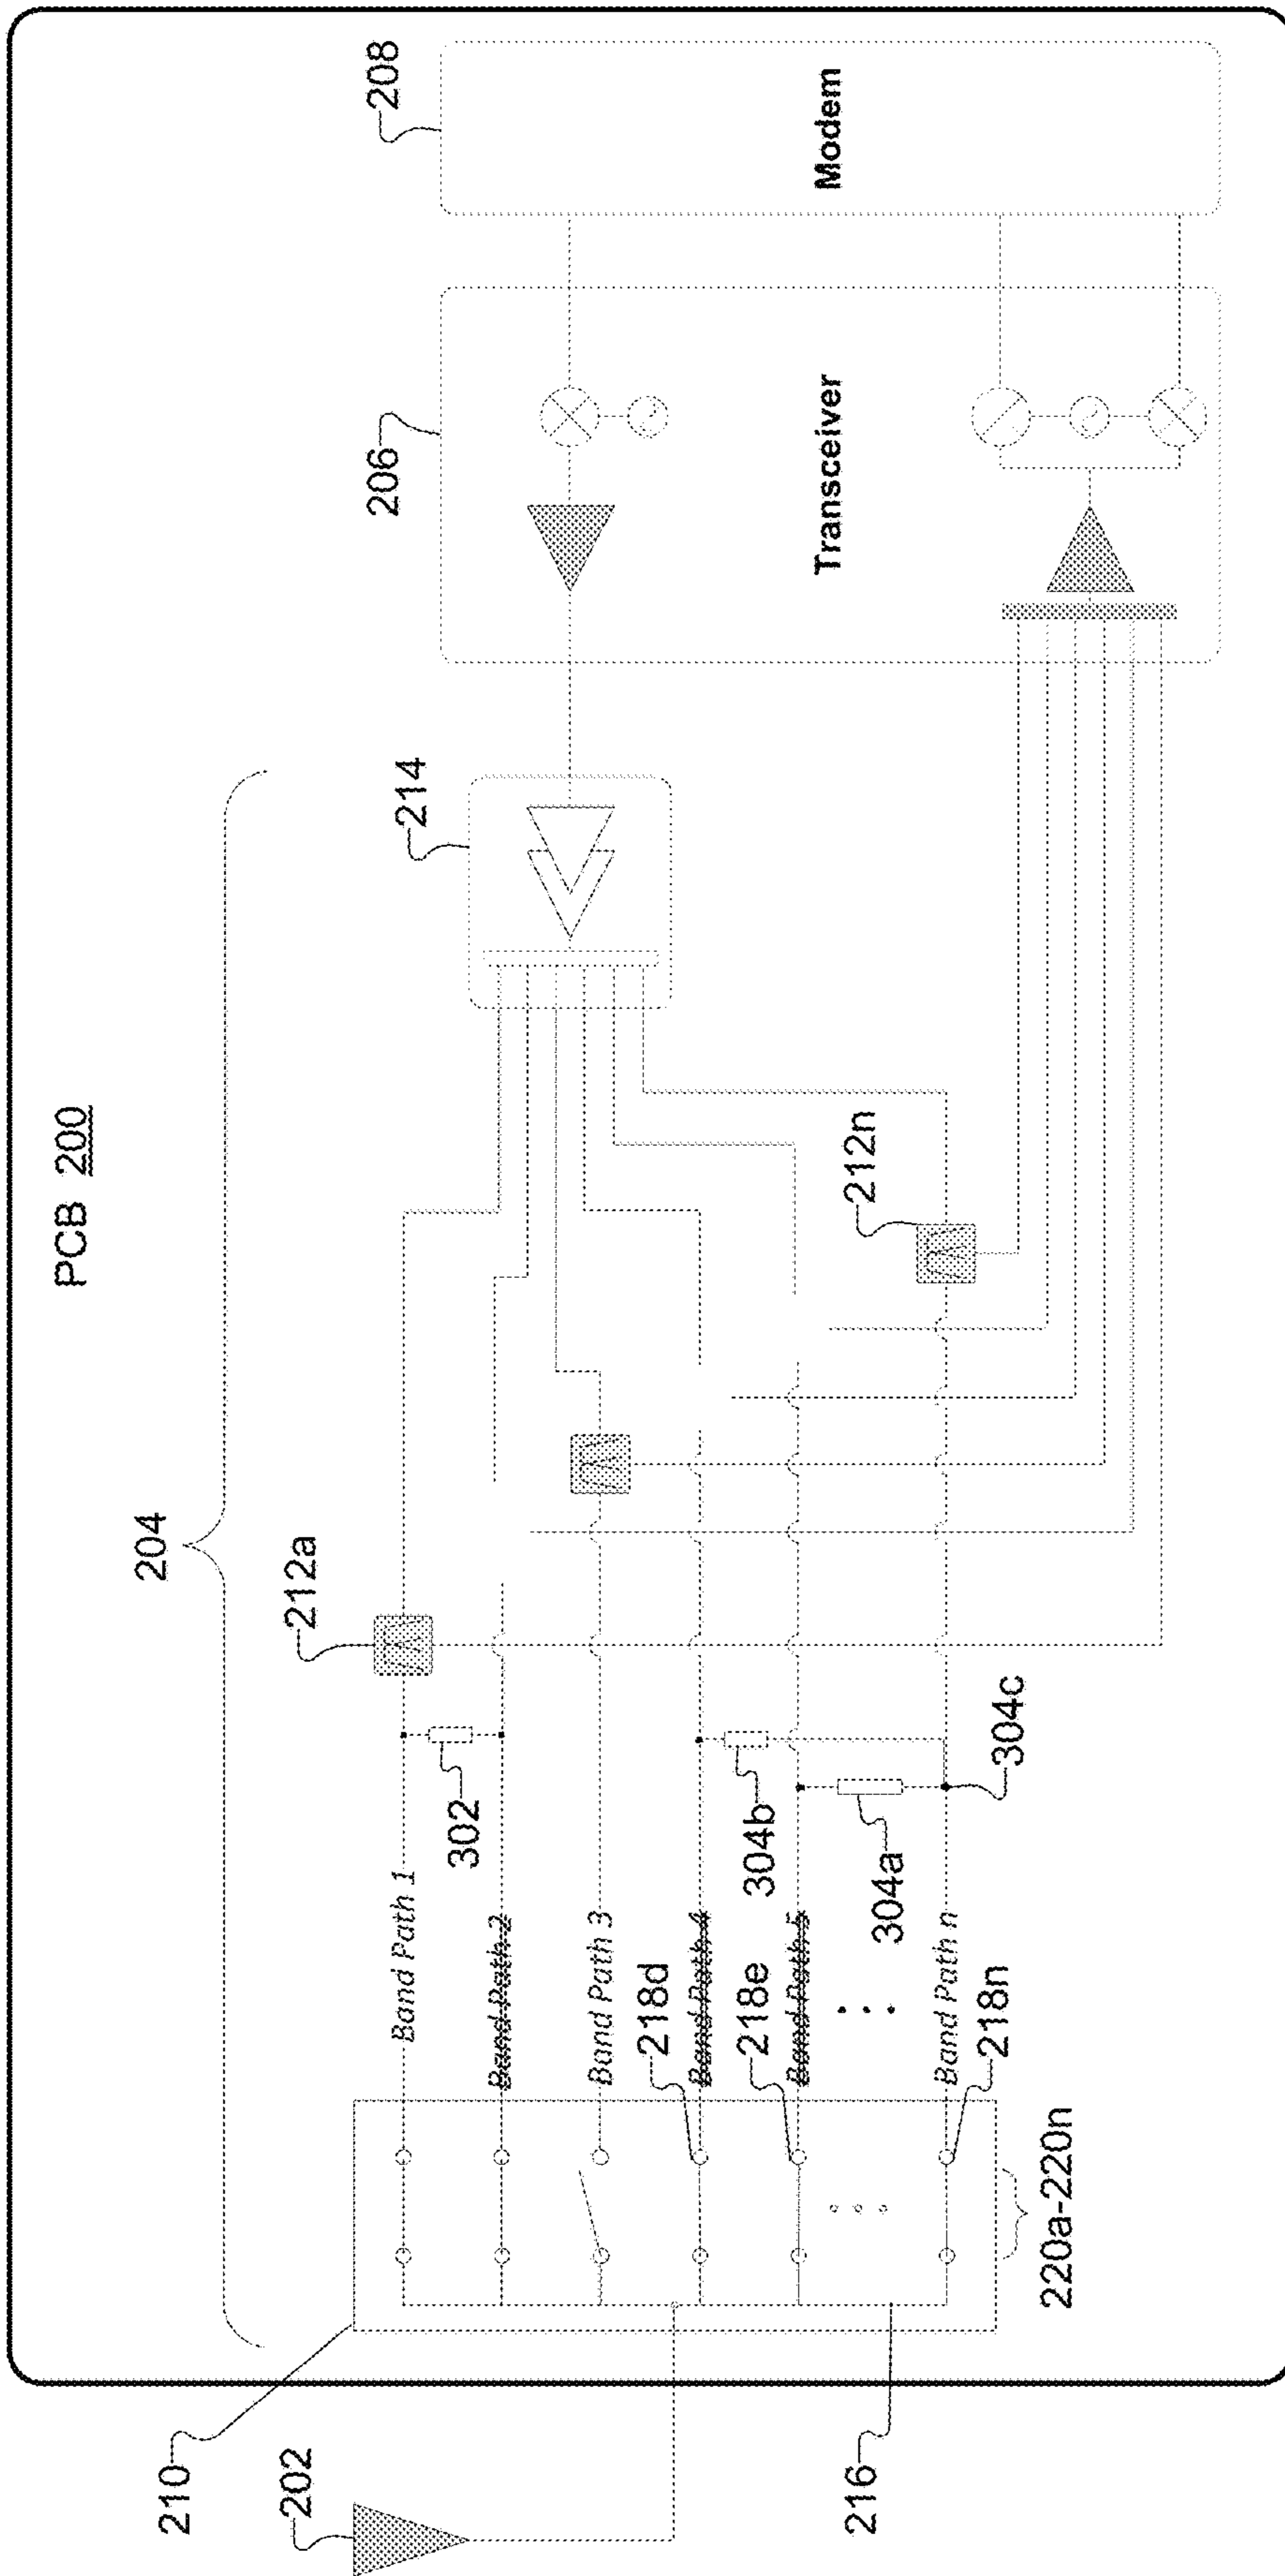 PCB 200
204
210
202
212a
214
206
208
Band Path 1
302
Band Path 2
Band Path 3
Band Path 4
218d
304b
Band Path 5
218e
304a
Band Path n
218n
304c
212n
Transceiver
Modem
216
220a-220n